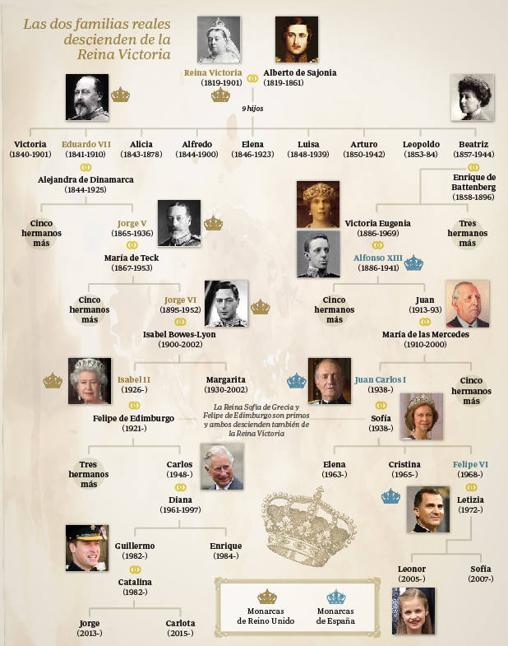 Las dos familias reales
descienden de la
Reina Victoria
Reina Victoria
(1819-1901)
Alberto de Sajonia
(1819-1861)
9 hijos
Victoria
(1840-1901)
Eduardo VII
(1841-1910)
Alicia
(1843-1878)
Alfredo
(1844-1900)
Elena
(1846-1923)
Luisa
(1848-1939)
Arturo
(1850-1942)
Leopoldo
(1853-84)
Beatriz
(1857-1944)
Alejandra de Dinamarca
(1844-1925)
Enrique de
Battenberg
(1858-1896)
Cinco
hermanos
más
Jorge V
(1865-1936)
María de Teck
(1867-1953)
Victoria Eugenia
(1886-1969)
Alfonso XIII
(1886-1941)
Tres
hermanos
más
Cinco
hermanos
más
Jorge VI
(1895-1952)
Isabel Bowes-Lyon
(1900-2002)
Cinco
hermanos
más
Juan
(1913-93)
María de las Mercedes
(1910-2000)
Isabel II
(1926-)
Felipe de Edimburgo
(1921-)
Margarita
(1930-2002)
La Reina Sofía de Grecia y
Felipe de Edimburgo son primos
y ambos descienden también de
la Reina Victoria
Juan Carlos I
(1938-)
Sofía
(1938-)
Cinco
hermanos
más
Tres
hermanos
más
Carlos
(1948-)
Diana
(1961-1997)
Elena
(1963-)
Cristina
(1965-)
Felipe VI
(1968-)
Letizia
(1972-)
Guillermo
(1982-)
Catalina
(1982-)
Enrique
(1984-)
Leonor
(2005-)
Sofía
(2007-)
Jorge
(2013-)
Carlota
(2015-)
Monarcas
de Reino Unido
Monarcas
de España